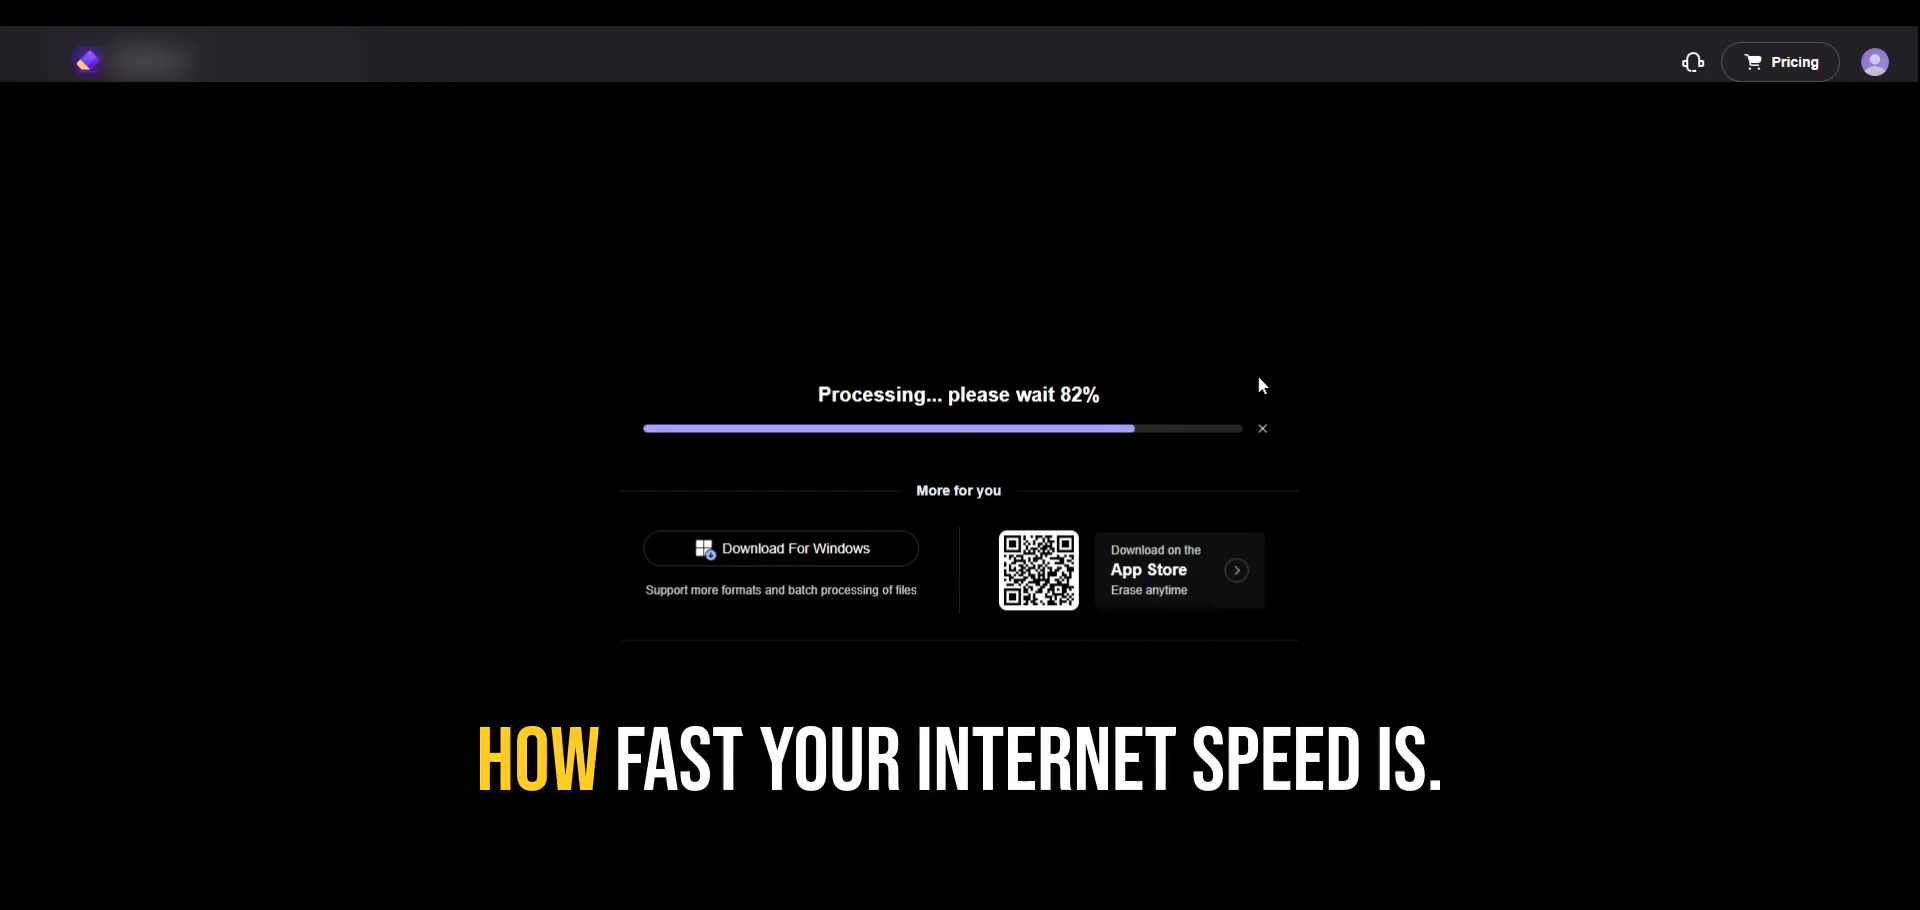 Pricing
Processing... please wait 82%
More for you
Download For Windows
Support more formats and batch processing of files
Download on the
App Store
Erase anytime
HOW FAST YOUR INTERNET SPEED IS.